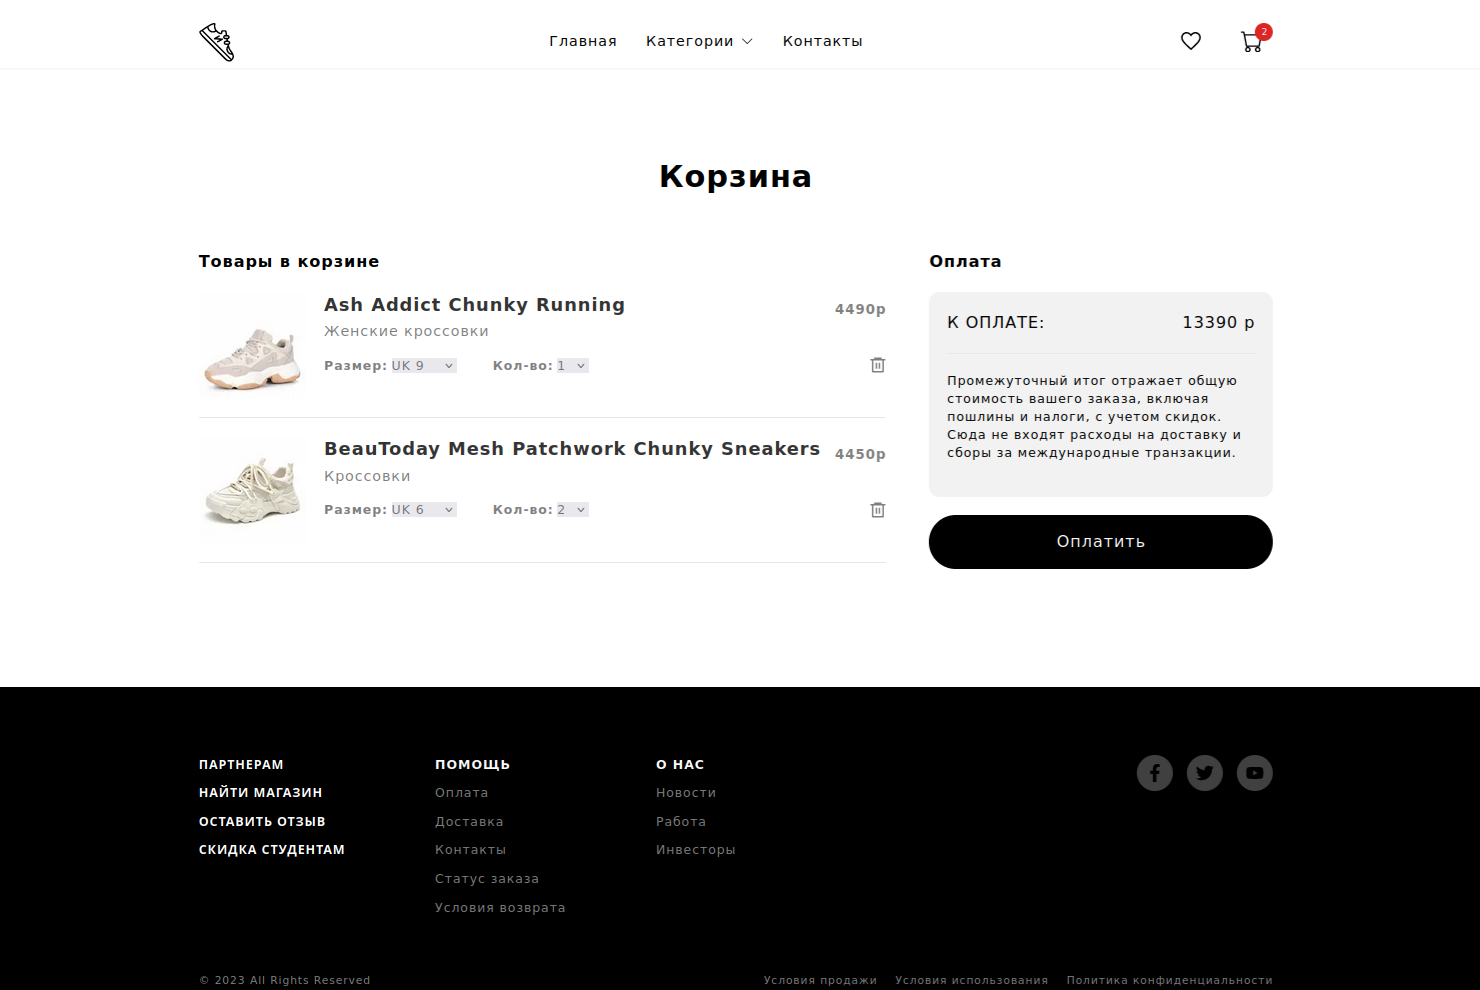 Главная Категории Контакты 2
Корзина
Товары в корзине
Ash Addict Chunky Running 4490р
Женские кроссовки
Размер: UK 9 Кол-во: 1
BeauToday Mesh Patchwork Chunky Sneakers 4450р
Кроссовки
Размер: UK 6 Кол-во: 2
Оплата
К ОПЛАТЕ: 13390 р
Промежуточный итог отражает общую
стоимость вашего заказа, включая
пошлины и налоги, с учетом скидок.
Сюда не входят расходы на доставку и
сборы за международные транзакции.
Оплатить
ПАРТНЕРАМ
НАЙТИ МАГАЗИН
ОСТАВИТЬ ОТЗЫВ
СКИДКА СТУДЕНТАМ
ПОМОЩЬ
Оплата
Доставка
Контакты
Статус заказа
Условия возврата
О НАС
Новости
Работа
Инвесторы
© 2023 All Rights Reserved
Условия продажи Условия использования Политика конфиденциальности